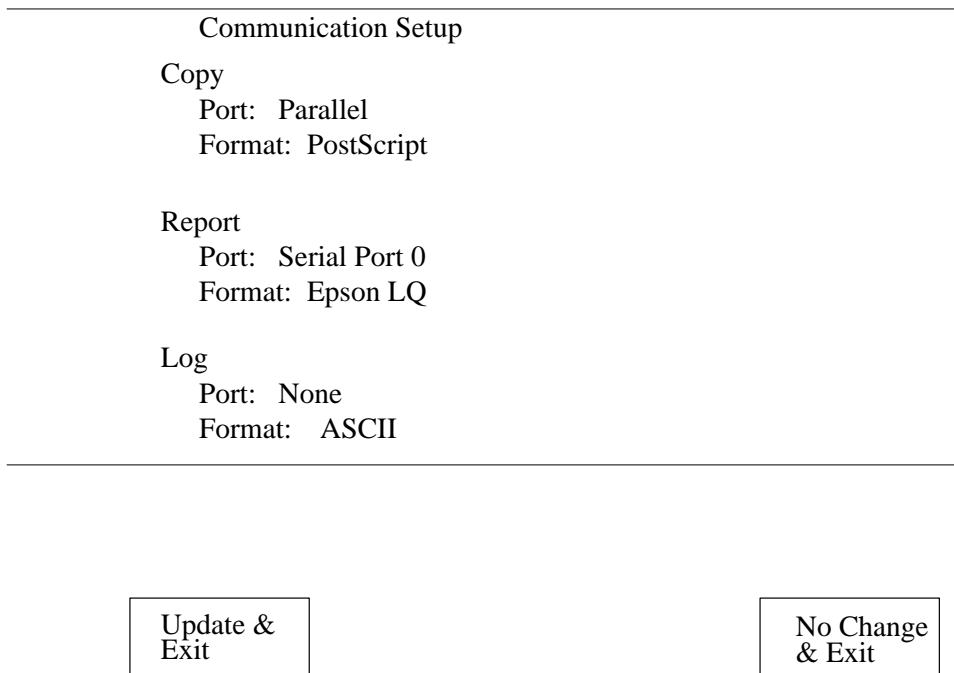 Communication Setup
Copy
Port: Parallel
Format: PostScript
Report
Port: Serial Port 0
Format: Epson LQ
Log
Port: None
Format: ASCII
Update &
Exit
No Change
& Exit